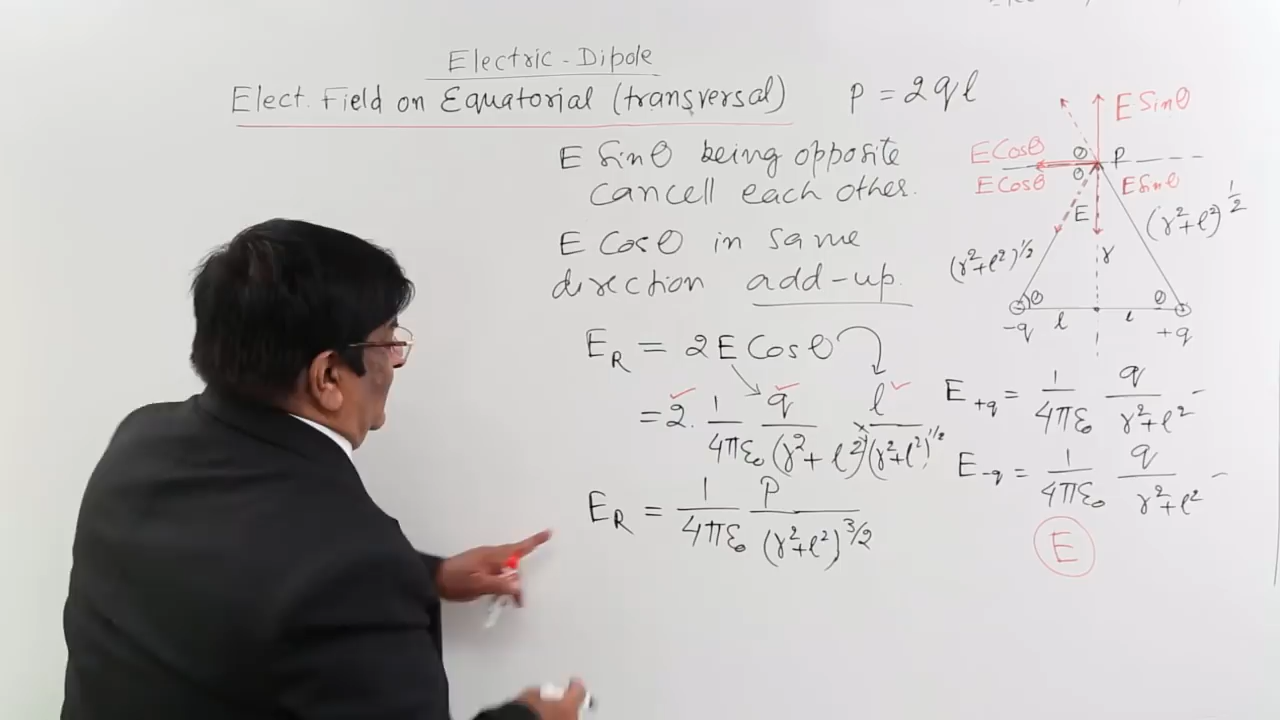 Electric-Dipole
Elect. Field on Equatorial (transversal)
P = 2ql
E Sinθ being opposite
cancell each other.
E Cosθ in same
direction add-up.
E_R = 2E Cosθ
= 2. 1/4πε₀ q/(r²+l²) × l/(r²+l²)^1/2
E_R = 1/4πε₀ P/(r²+l²)^3/2
E Sinθ
E Cosθ
θ
P
θ
E Cosθ
E Sinθ
E
(r²+l²)^1/2
(r²+l²)^1/2
r
θ
θ
-q
l
l
+q
E_+q = 1/4πε₀ q/r²+l²
E_-q = 1/4πε₀ q/r²+l²
E